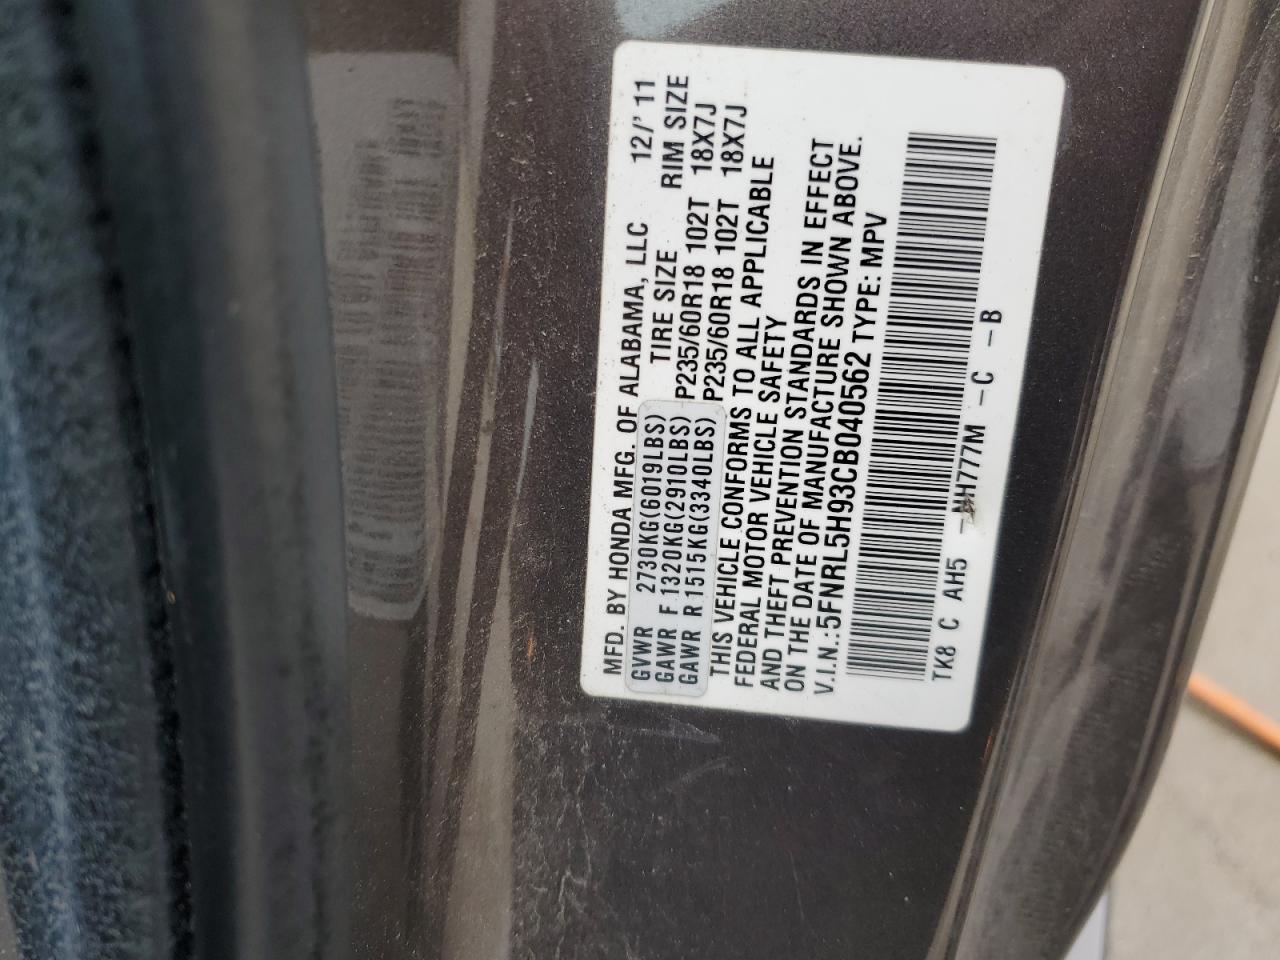 MFD. BY HONDA MFG. OF ALABAMA, LLC 12/'11
TIRE SIZE RIM SIZE
GVWR 2730KG(6019LBS)
GAWR F 1320KG(2910LBS) P235/60R18 102T 18X7J
GAWR R 1515KG(3340LBS) P235/60R18 102T 18X7J
THIS VEHICLE CONFORMS TO ALL APPLICABLE
FEDERAL MOTOR VEHICLE SAFETY
AND THEFT PREVENTION STANDARDS IN EFFECT
ON THE DATE OF MANUFACTURE SHOWN ABOVE.
V.I.N.:5FNRL5H93CB040562 TYPE: MPV
TK8 C AH5 -NH777M -C -B